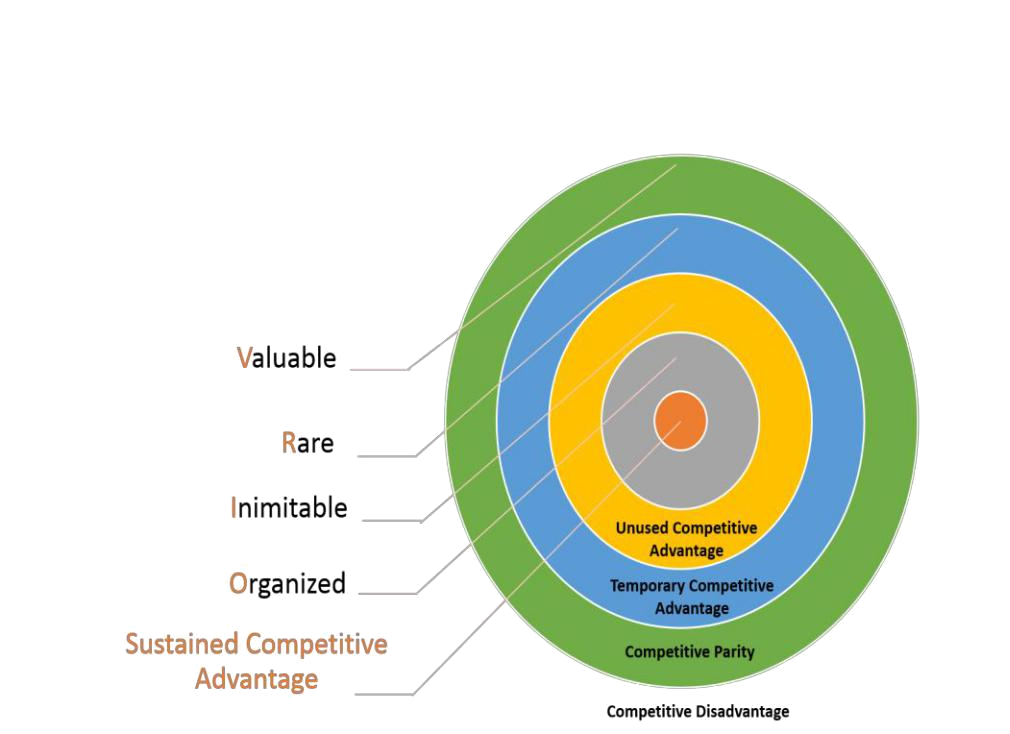 Valuable
Rare
Inimitable
Organized
Sustained Competitive
Advantage
Unused Competitive
Advantage
Temporary Competitive
Advantage
Competitive Parity
Competitive Disadvantage